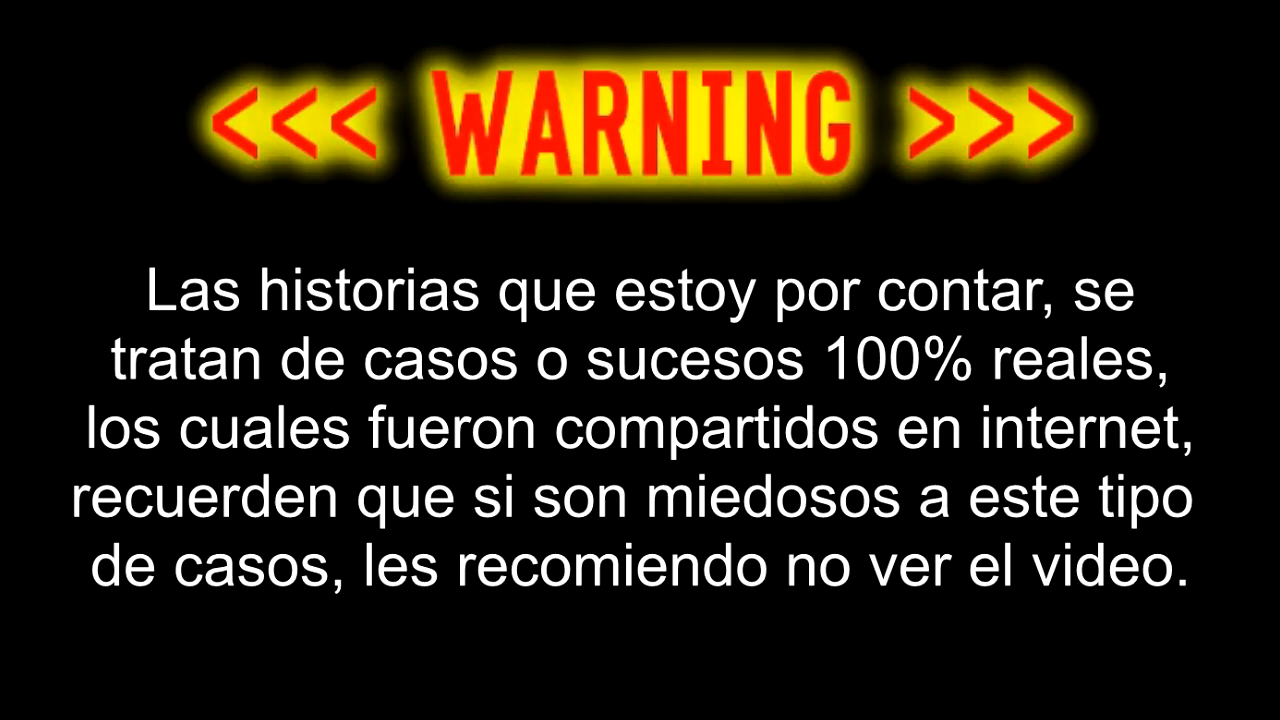 <<< WARNING >>>
Las historias que estoy por contar, se
tratan de casos o sucesos 100% reales,
los cuales fueron compartidos en internet,
recuerden que si son miedosos a este tipo
de casos, les recomiendo no ver el video.